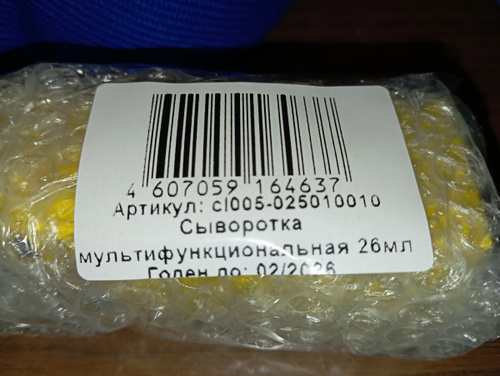 4 607059 164637
Артикул: cl005-025010010
Сыворотка
мультифункциональная 26мл
Годен до: 02/2026